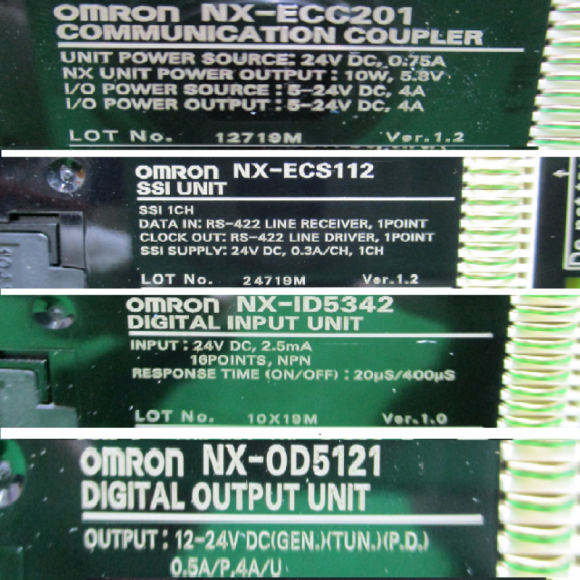 OMRON NX-ECC201
COMMUNICATION COUPLER
UNIT POWER SOURCE: 24V DC, 0.75A
NX UNIT POWER OUTPUT: 10W, 5.8V
I/O POWER SOURCE: 5-24V DC, 4A
I/O POWER OUTPUT: 5-24V DC, 4A
LOT No. 12719M Ver.1.2
OMRON NX-ECS112
SSI UNIT
SSI 1CH
DATA IN: RS-422 LINE RECEIVER, 1POINT
CLOCK OUT: RS-422 LINE DRIVER, 1POINT
SSI SUPPLY: 24V DC, 0.3A/CH, 1CH
LOT No. 24719M Ver.1.2
OMRON NX-ID5342
DIGITAL INPUT UNIT
INPUT: 24V DC, 2.5mA
16POINTS, NPN
RESPONSE TIME (ON/OFF): 20µS/400µS
LOT No. 10X19M Ver.1.0
OMRON NX-OD5121
DIGITAL OUTPUT UNIT
OUTPUT: 12-24V DC(GEN.)(TUN.)(P.D.)
0.5A/P,4A/U